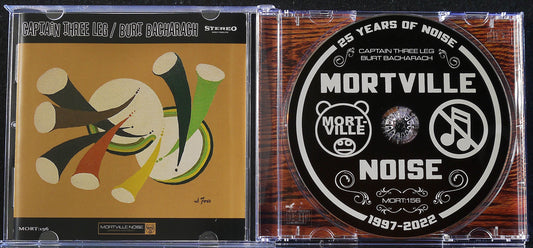 CAPTAIN THREE LEG / BURT BACHARACH
STEREO
MORT:156
MORTVILLE NOISE
25 YEARS OF NOISE
CAPTAIN THREE LEG
BURT BACHARACH
MORTVILLE
MORT-
VILLE
NOISE
MORT:156
1997-2022